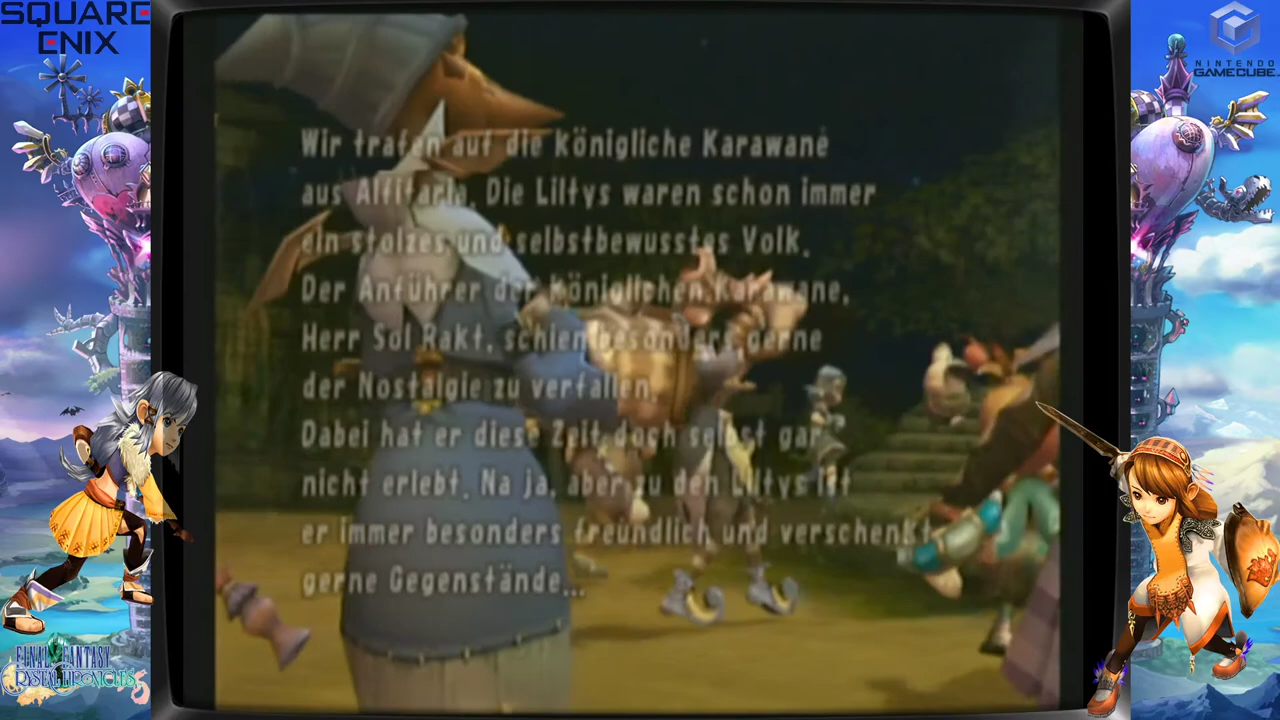 SQUARE
ENIX
NINTENDO
GAMECUBE
Wir trafen auf die königliche Karawane
aus Alfitaria. Die Liltys waren schon immer
ein stolzes und selbstbewusstes Volk.
Der Anführer der königlichen Karawane,
Herr Sol Rakt, schien besonders gerne
der Nostalgie zu verfallen.
Dabei hat er diese Zeit doch selbst gar
nicht erlebt. Na ja, aber zu den Liltys ist
er immer besonders freundlich und verschenkt
gerne Gegenstände...
FINAL FANTASY
CRYSTAL CHRONICLES